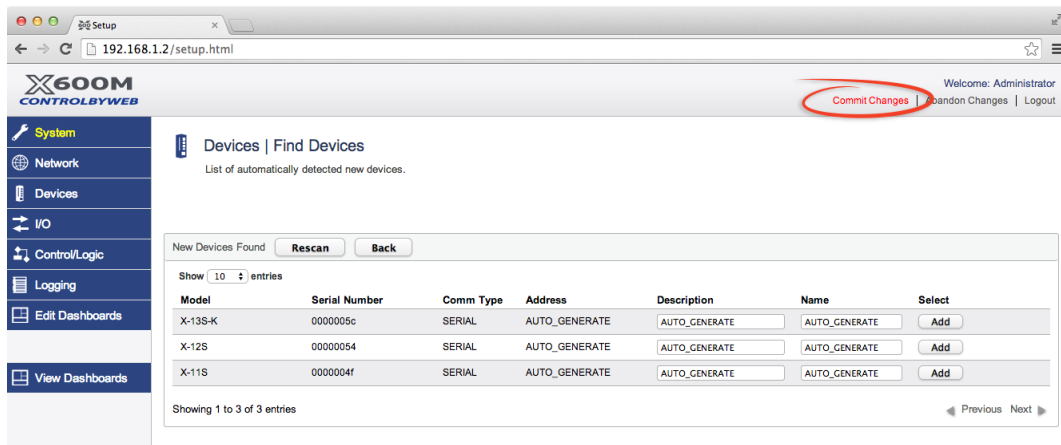 Setup
192.168.1.2/setup.html
X600M
CONTROLBYWEB
Welcome: Administrator
Commit Changes | Abandon Changes | Logout
System
Network
Devices
I/O
Control/Logic
Logging
Edit Dashboards
View Dashboards
Devices | Find Devices
List of automatically detected new devices.
New Devices Found Rescan Back
Show 10 entries
Model Serial Number Comm Type Address Description Name Select
X-13S-K 0000005c SERIAL AUTO_GENERATE AUTO_GENERATE AUTO_GENERATE Add
X-12S 00000054 SERIAL AUTO_GENERATE AUTO_GENERATE AUTO_GENERATE Add
X-11S 0000004f SERIAL AUTO_GENERATE AUTO_GENERATE AUTO_GENERATE Add
Showing 1 to 3 of 3 entries
Previous Next